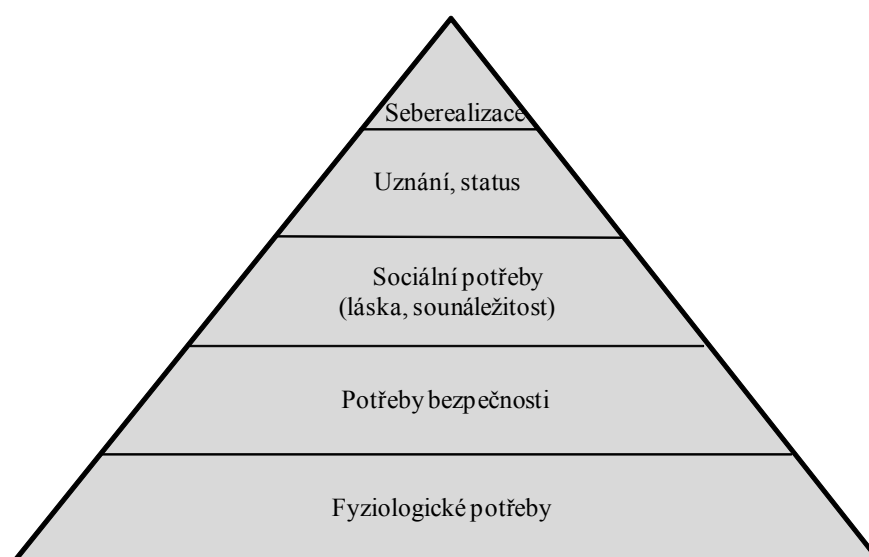 Seberealizace
Uznání, status
Sociální potřeby
(láska, sounáležitost)
Potřeby bezpečnosti
Fyziologické potřeby